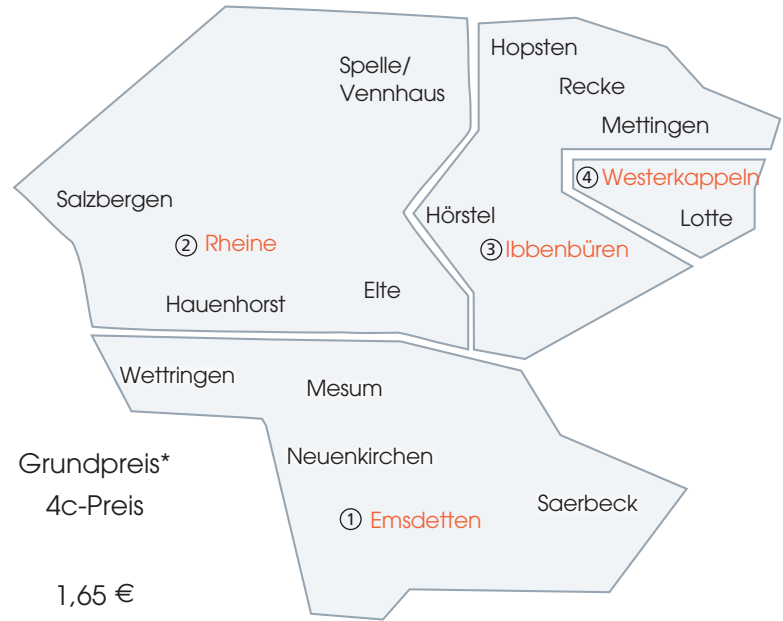 Hopsten
Spelle/
Vennhaus
Recke
Mettingen
④ Westerkappeln
Salzbergen
Hörstel
Lotte
② Rheine
③ Ibbenbüren
Elte
Hauenhorst
Wettringen
Mesum
Neuenkirchen
Grundpreis*
4c-Preis
Saerbeck
① Emsdetten
1,65 €